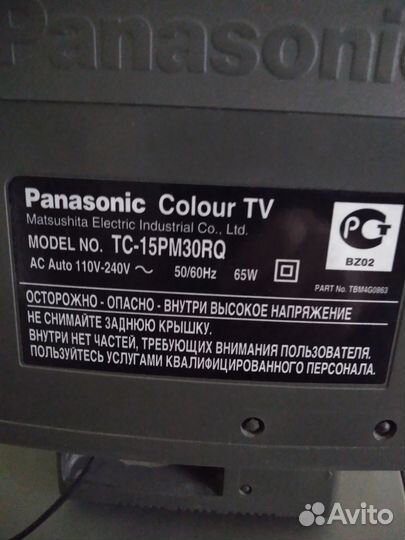 Panasonic
Panasonic Colour TV
Matsushita Electric Industrial Co., Ltd.
MODEL NO. TC-15PM30RQ
AC Auto 110V-240V ~ 50/60Hz 65W
РСТ
BZ02
PART No. TBM4G0863
ОСТОРОЖНО - ОПАСНО - ВНУТРИ ВЫСОКОЕ НАПРЯЖЕНИЕ
НЕ СНИМАЙТЕ ЗАДНЮЮ КРЫШКУ.
ВНУТРИ НЕТ ЧАСТЕЙ, ТРЕБУЮЩИХ ВНИМАНИЯ ПОЛЬЗОВАТЕЛЯ.
ПОЛЬЗУЙТЕСЬ УСЛУГАМИ КВАЛИФИЦИРОВАННОГО ПЕРСОНАЛА.
Avito